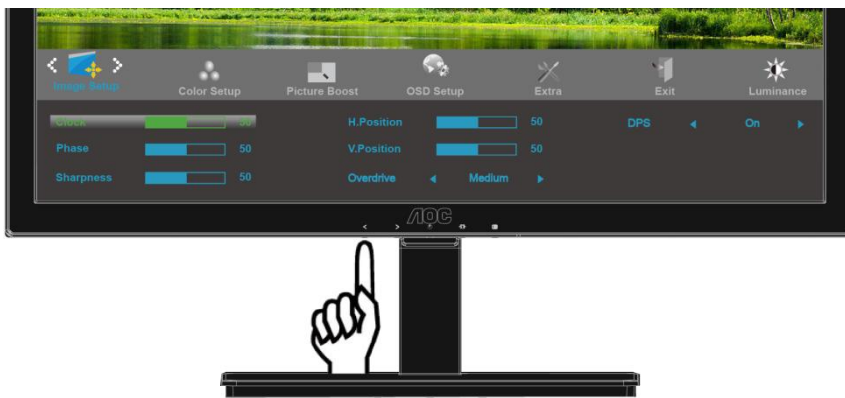 < >
Image Setup
Color Setup
Picture Boost
OSD Setup
Extra
Exit
Luminance
Clock 50
H.Position 50
DPS On
Phase 50
V.Position 50
Sharpness 50
Overdrive Medium
AOC
< >